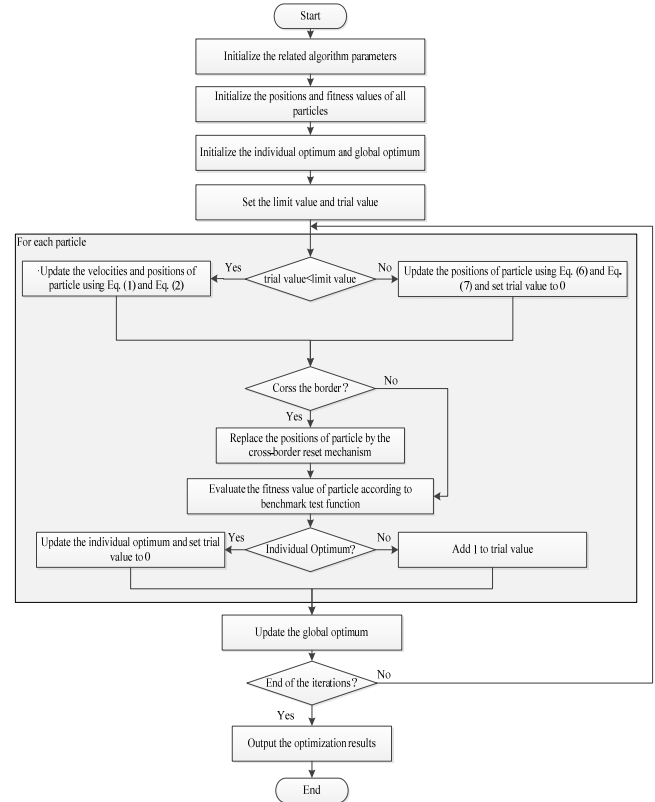 Start
Initialize the related algorithm parameters
Initialize the positions and fitness values of all
particles
Initialize the individual optimum and global optimum
Set the limit value and trial value
For each particle
Yes
trial value<limit value
No
Update the velocities and positions of
particle using Eq. (1) and Eq. (2)
Update the positions of particle using Eq. (6) and Eq.
(7) and set trial value to 0
Corss the border?
No
Yes
Replace the positions of particle by the
cross-border reset mechanism
Evaluate the fitness value of particle according to
benchmark test function
Update the individual optimum and set trial
value to 0
Yes
Individual Optimum?
No
Add 1 to trial value
Update the global optimum
End of the iterations?
No
Yes
Output the optimization results
End